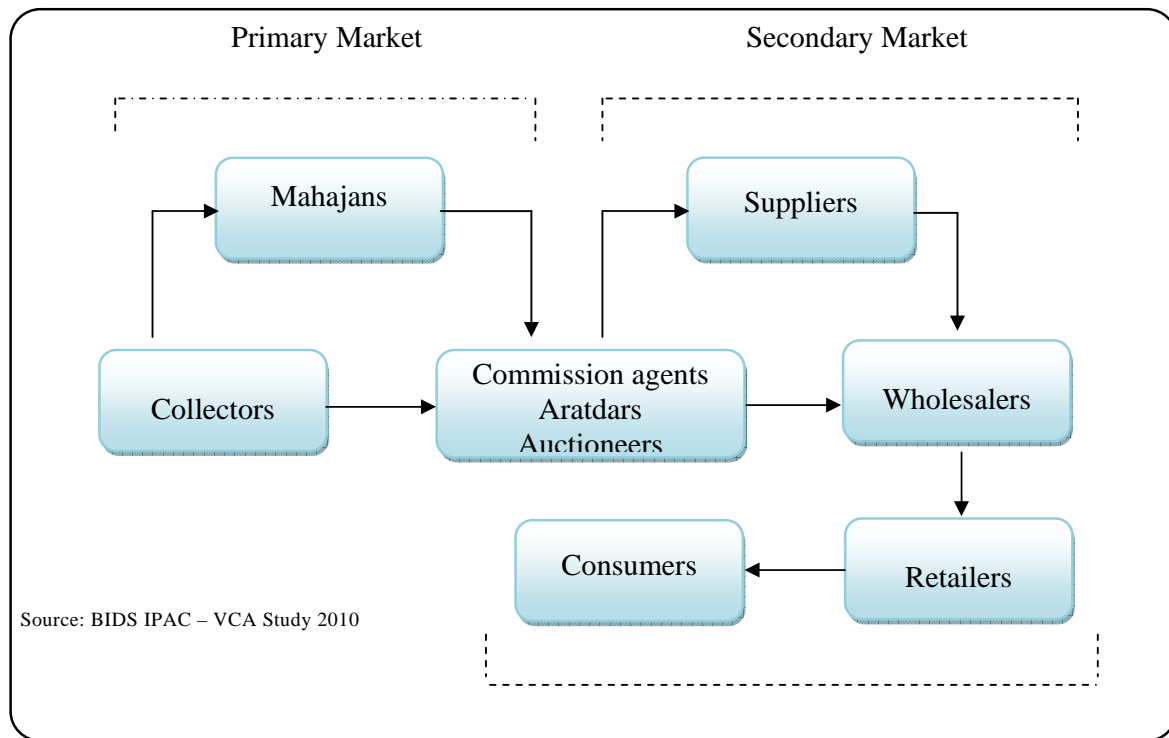 Primary Market
Secondary Market
Mahajans
Suppliers
Collectors
Commission agents
Aratdars
Auctioneers
Wholesalers
Consumers
Retailers
Source: BIDS IPAC – VCA Study 2010